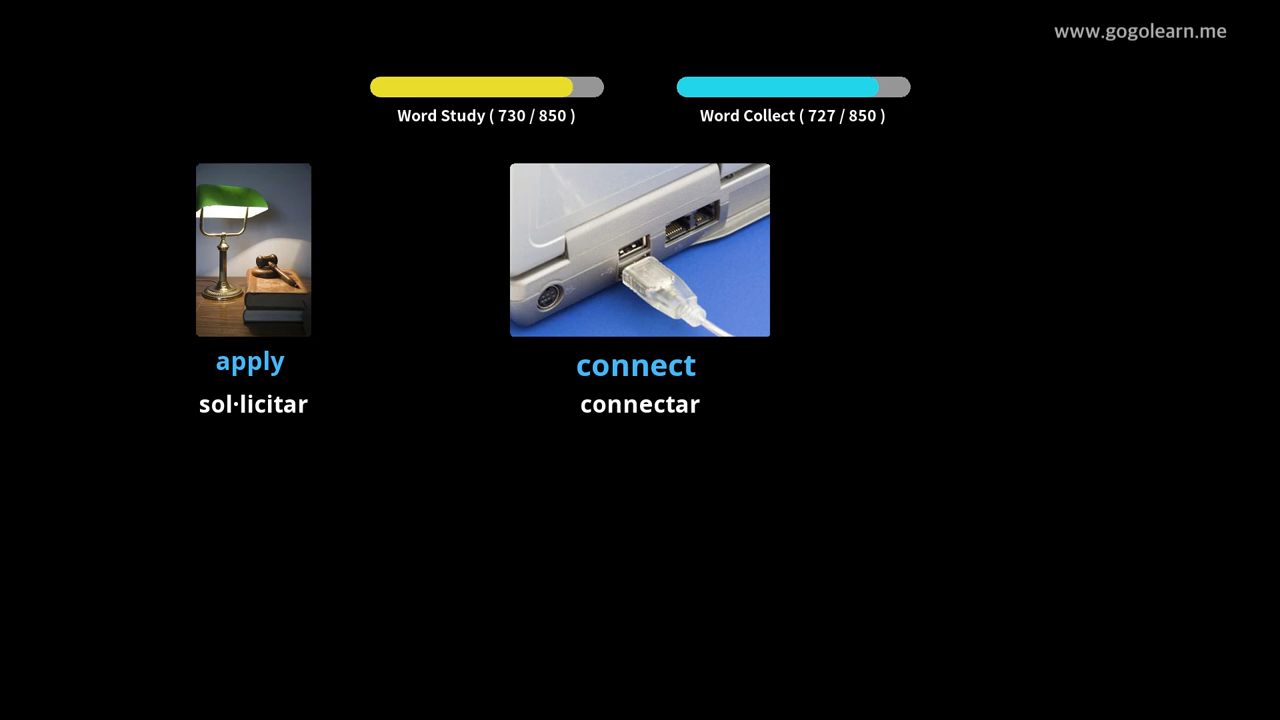 www.gogolearn.me
Word Study ( 730 / 850 )
Word Collect ( 727 / 850 )
apply
sol·licitar
connect
connectar